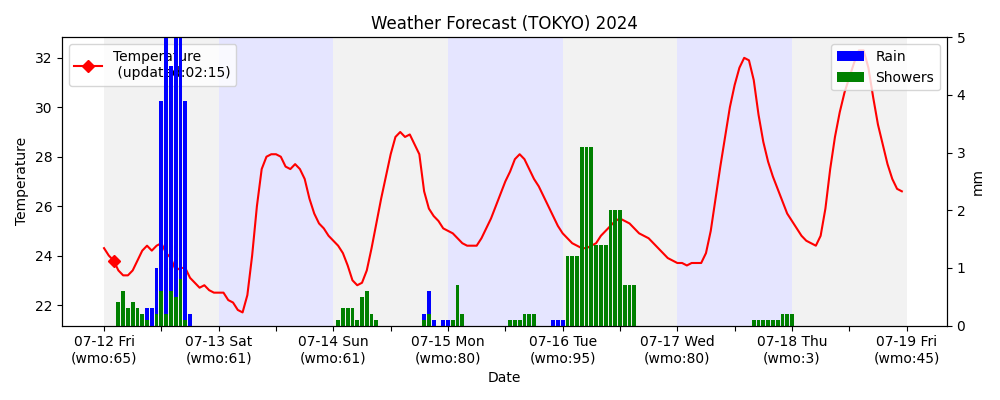 Weather Forecast (TOKYO) 2024
Temperature
(updated:02:15)
Rain
Showers
32
30
28
26
24
22
Temperature
5
4
3
2
1
0
mm
07-12 Fri
(wmo:65)
07-13 Sat
(wmo:61)
07-14 Sun
(wmo:61)
07-15 Mon
(wmo:80)
07-16 Tue
(wmo:95)
07-17 Wed
(wmo:80)
07-18 Thu
(wmo:3)
07-19 Fri
(wmo:45)
Date